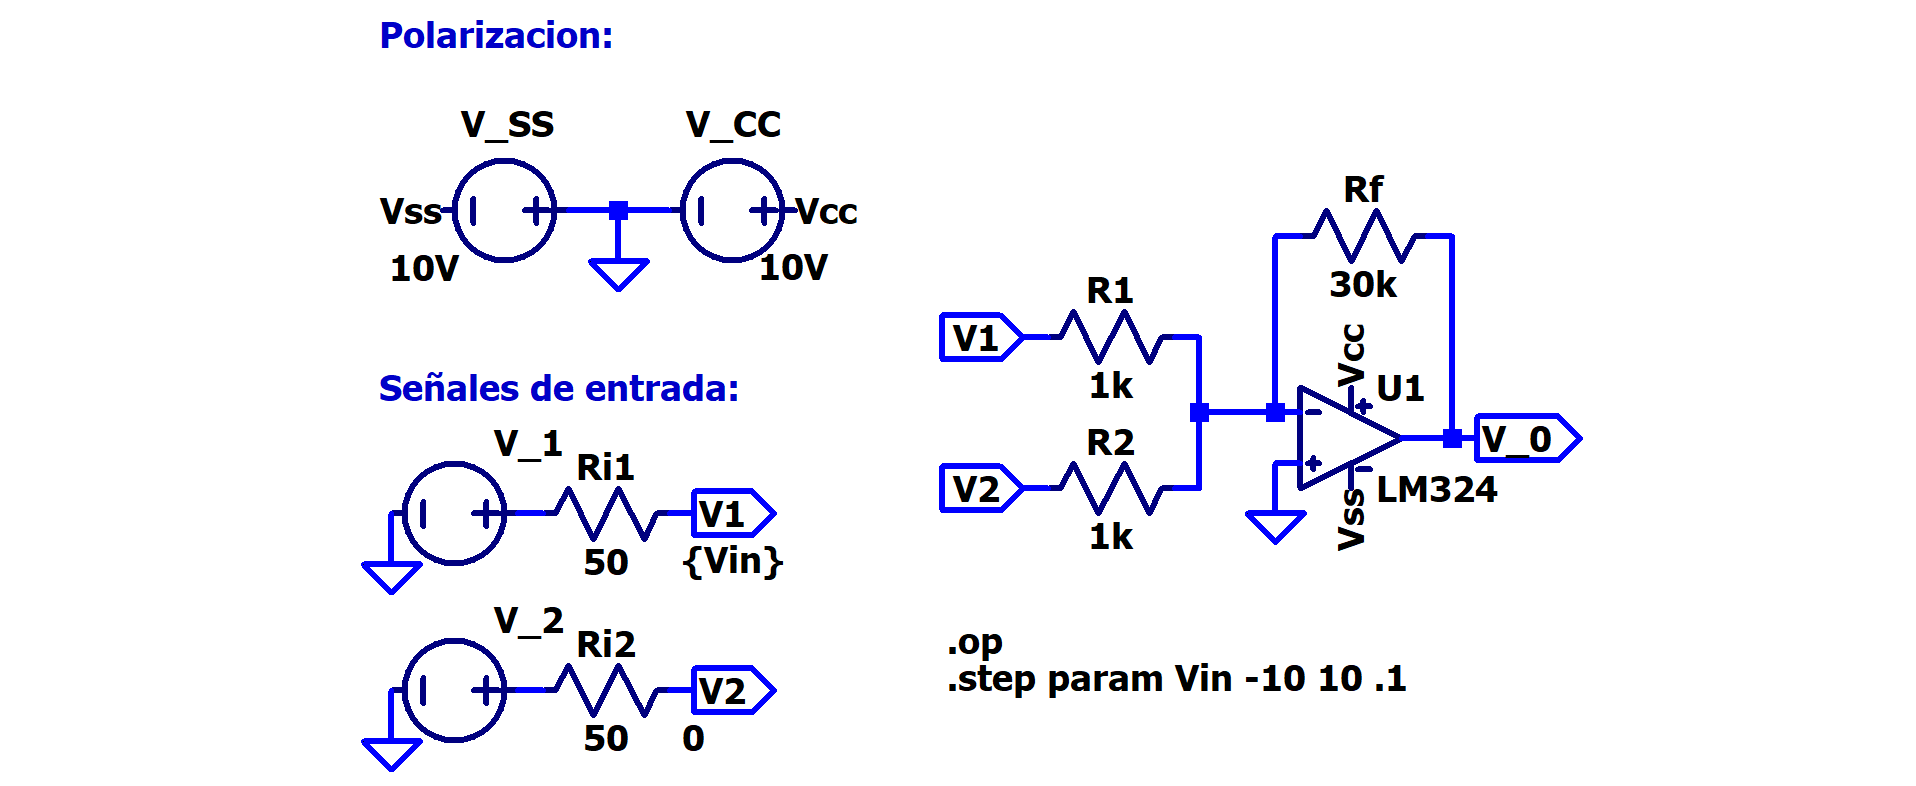 Polarizacion:
V_SS
V_CC
Vss
Vcc
10V
10V
Señales de entrada:
V_1
Ri1
V1
50
{Vin}
V_2
Ri2
V2
50
0
Rf
30k
R1
V1
1k
R2
V2
1k
Vcc
U1
V_0
LM324
Vss
.op
.step param Vin -10 10 .1